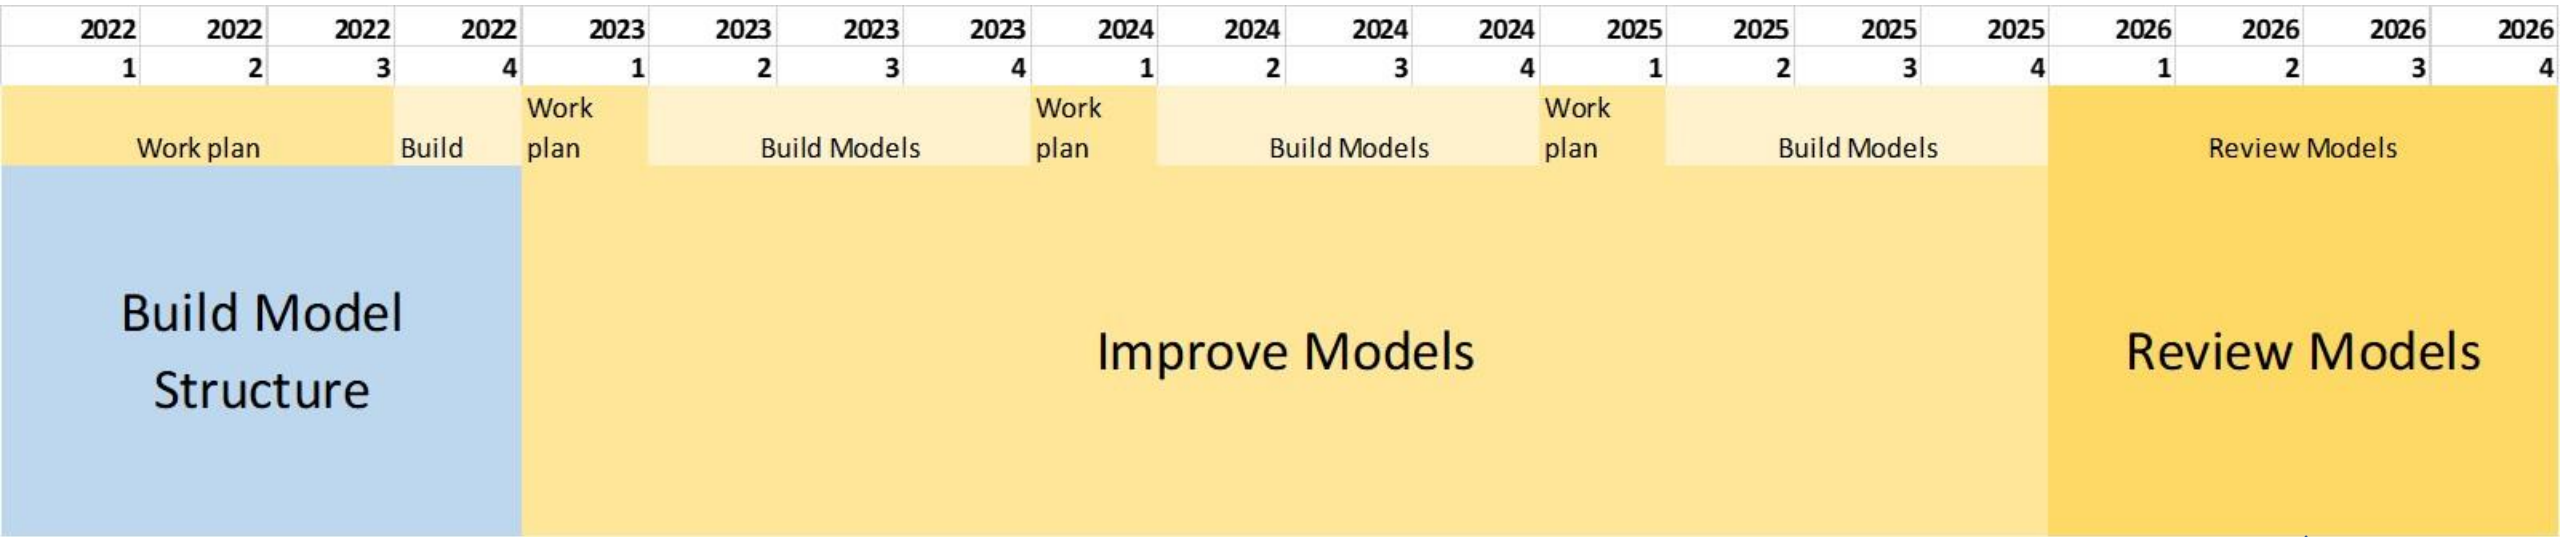 2022 2022 2022 2022 2023 2023 2023 2023 2024 2024 2024 2024 2025 2025 2025 2025 2026 2026 2026 2026
1 2 3 4 1 2 3 4 1 2 3 4 1 2 3 4 1 2 3 4
Work plan Build Work plan Build Models Work plan Build Models Work plan Build Models Review Models
Build Model
Structure
Improve Models
Review Models